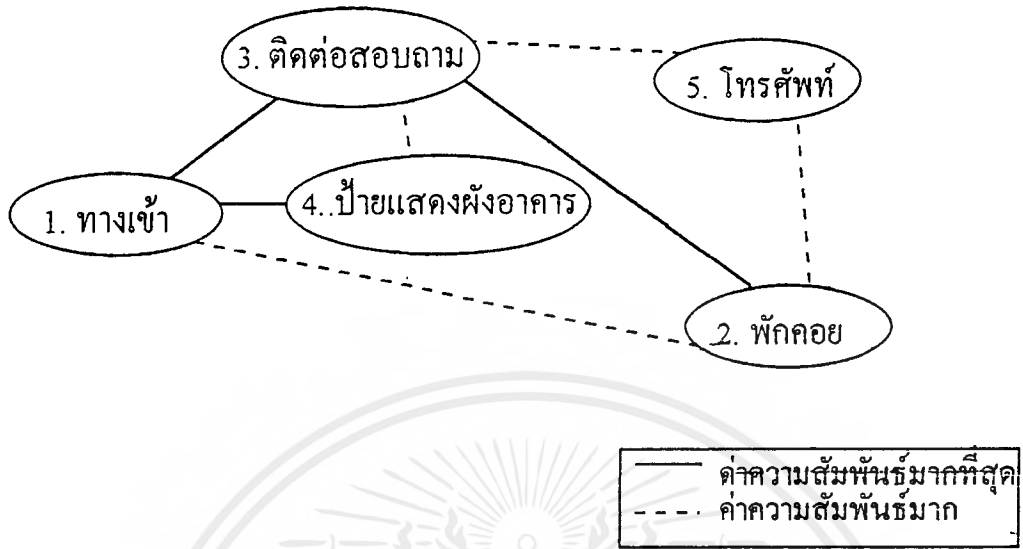 3. ติดต่อสอบถาม
5. โทรศัพท์
4..ป้ายแสดงผังอาคาร
1. ทางเข้า
2. พักคอย
ค่าความสัมพันธ์มากที่สุด
ค่าความสัมพันธ์มาก